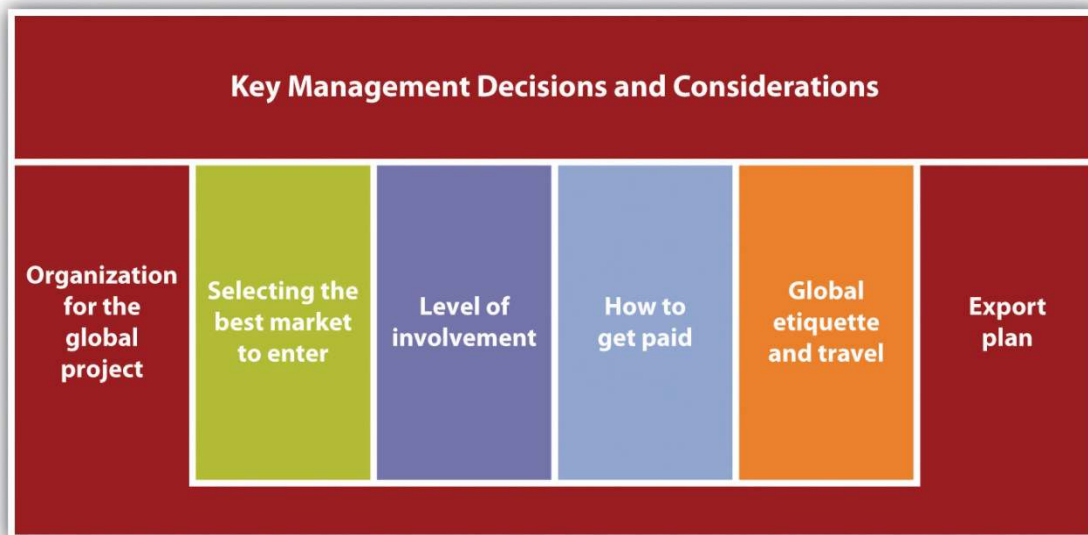 Key Management Decisions and Considerations
Organization
for the
global
project
Selecting the
best market
to enter
Level of
involvement
How to
get paid
Global
etiquette
and travel
Export
plan